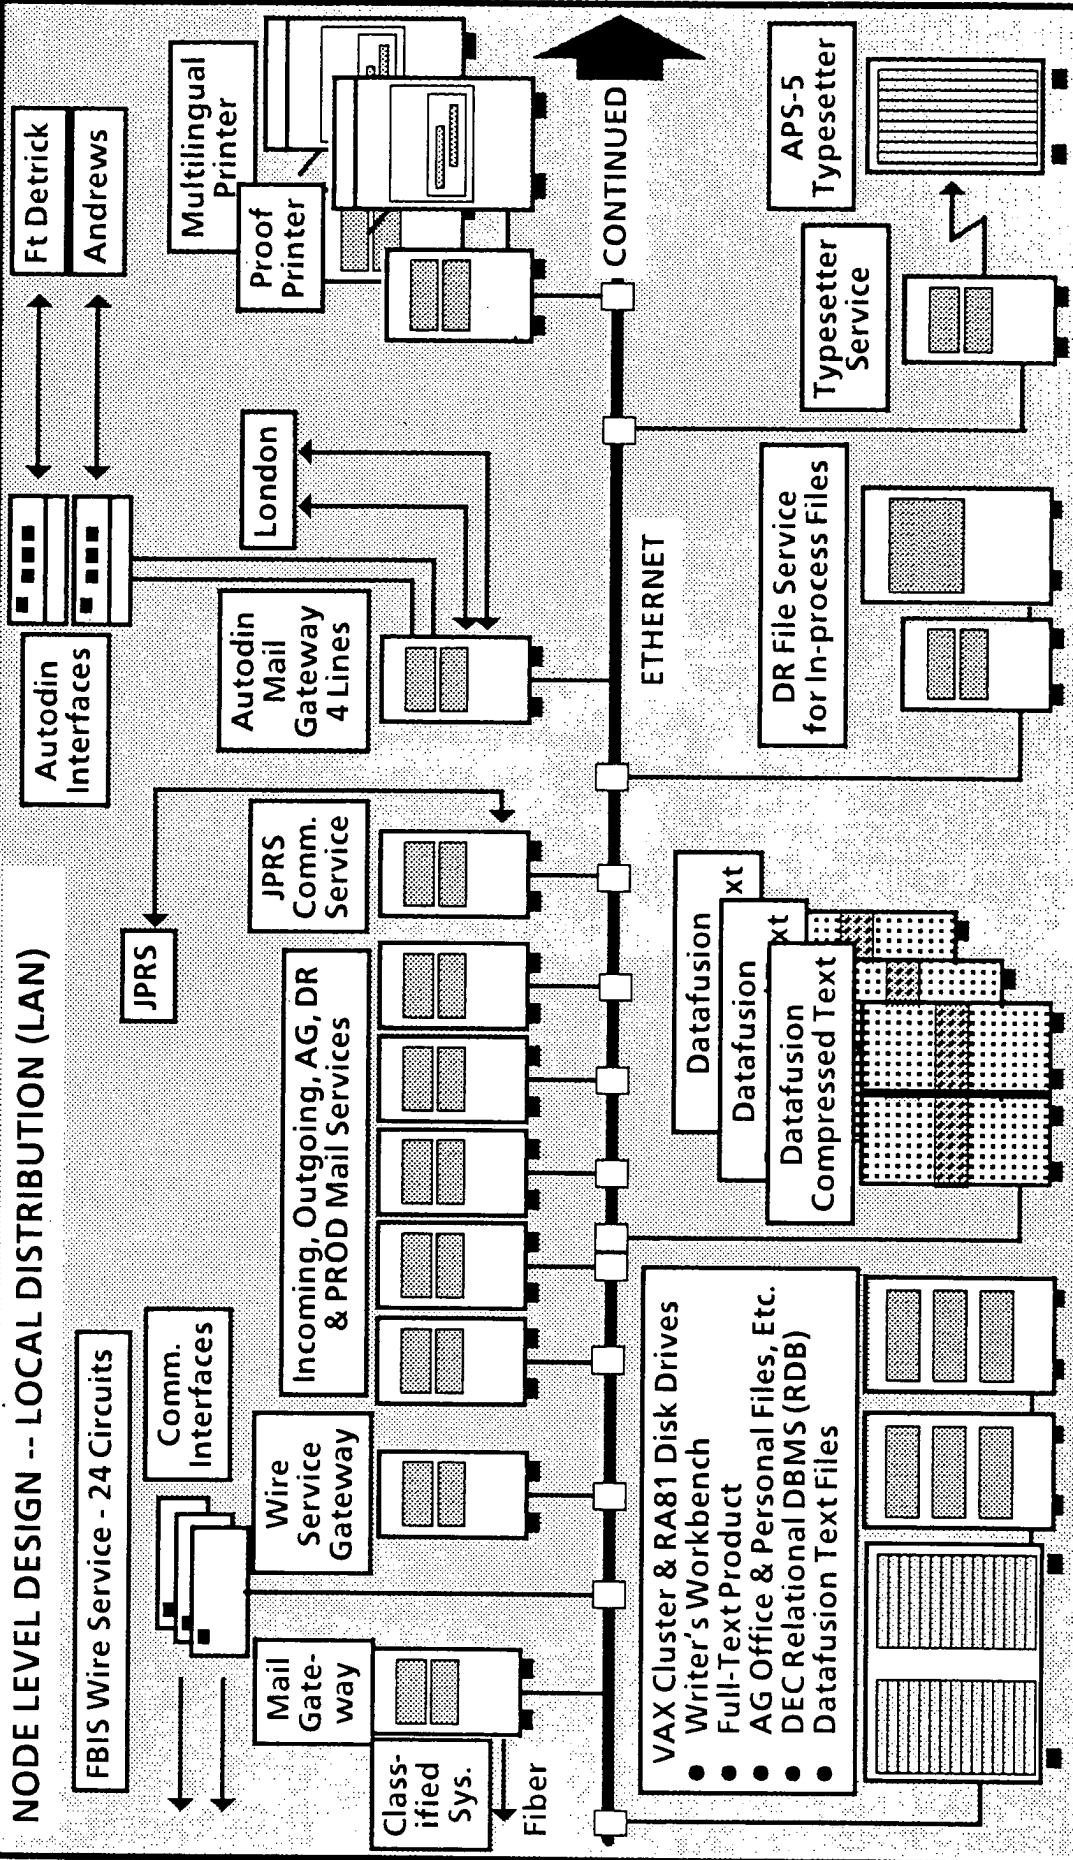 NODE LEVEL DESIGN -- LOCAL DISTRIBUTION (LAN)
FBIS Wire Service - 24 Circuits
Comm.
Interfaces
JPRS
Autodin
Interfaces
Ft Detrick
Andrews
Mail
Gate-
way
Class-
ified
Sys.
Fiber
Wire
Service
Gateway
Incoming, Outgoing, AG, DR
& PROD Mail Services
JPRS
Comm.
Service
Autodin
Mail
Gateway
4 Lines
London
Multilingual
Printer
Proof
Printer
CONTINUED
ETHERNET
VAX Cluster & RA81 Disk Drives
● Writer's Workbench
● Full-Text Product
● AG Office & Personal Files, Etc.
● DEC Relational DBMS (RDB)
● Datafusion Text Files
Datafusion
xt
Datafusion
xt
Datafusion
Compressed Text
DR File Service
for In-process Files
Typesetter
Service
APS-5
Typesetter